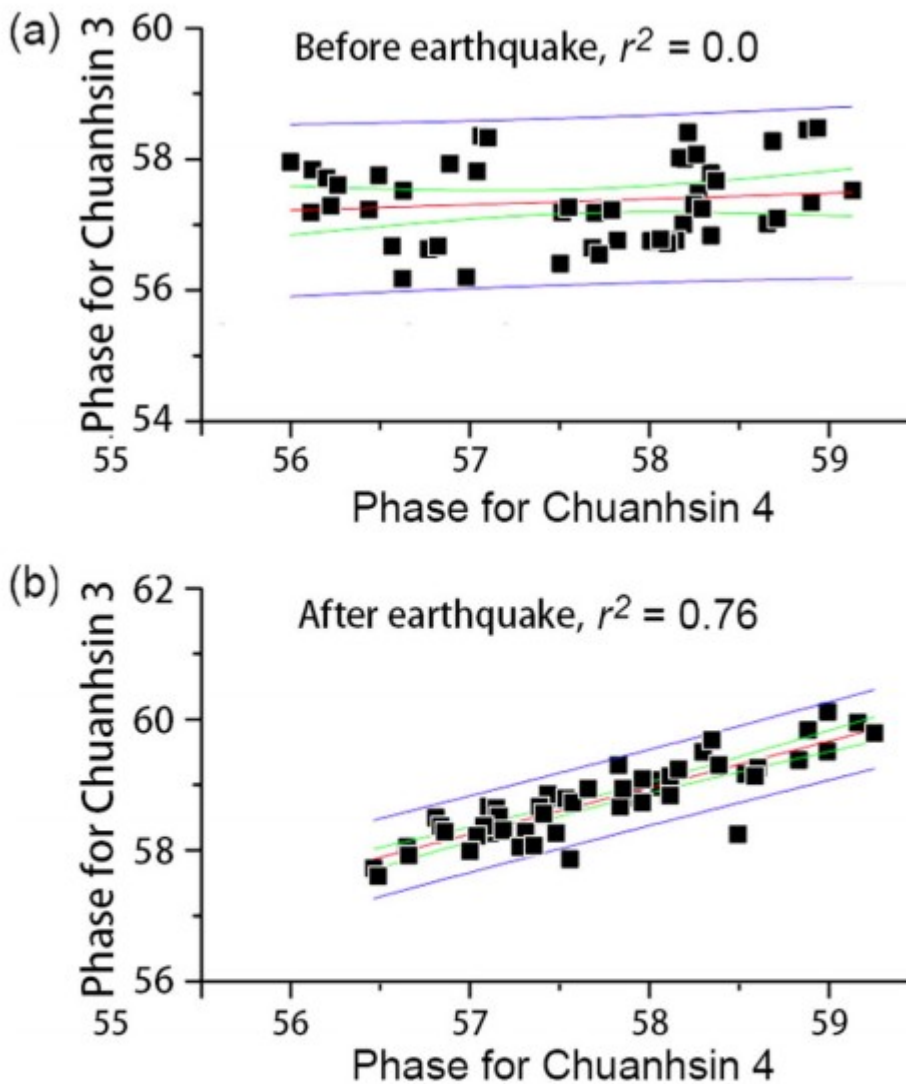 (a)
Phase for Chuanhsin 3
60
58
56
54
Before earthquake, r² = 0.0
55 56 57 58 59
Phase for Chuanhsin 4
(b)
Phase for Chuanhsin 3
62
60
58
56
After earthquake, r² = 0.76
55 56 57 58 59
Phase for Chuanhsin 4